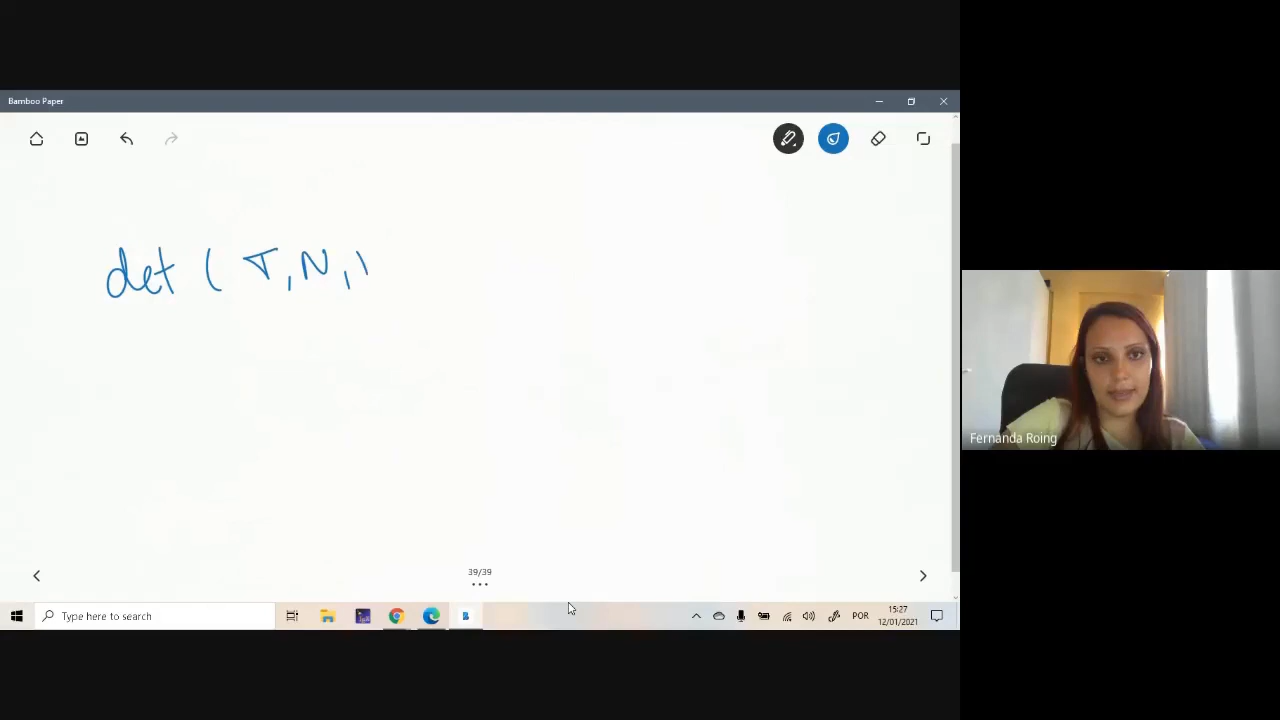 Bamboo Paper
det ( T, N, \
Fernanda Roing
39/39
Type here to search
POR
15:27
12/01/2021